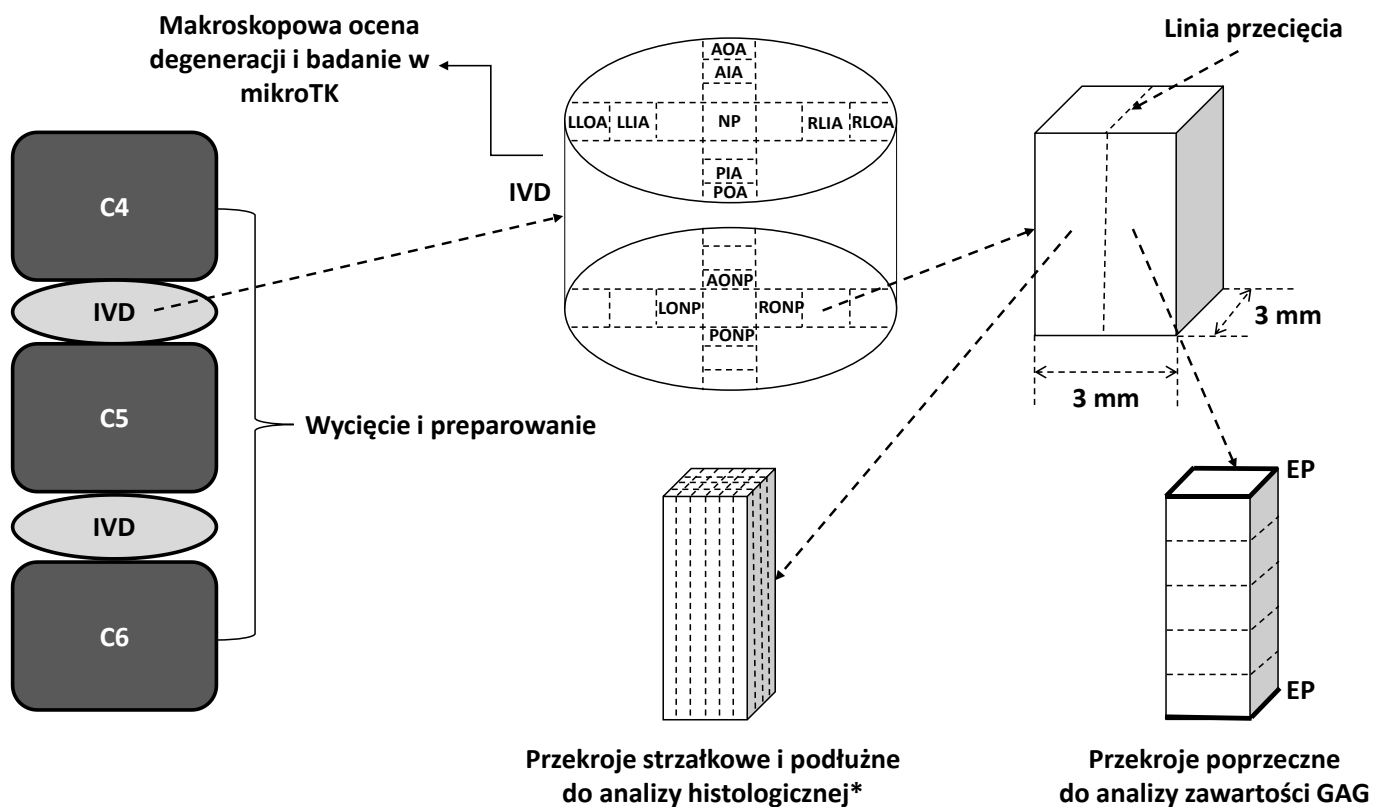 Makroskopowa ocena
degeneracji i badanie w
mikroTK
Linia przecięcia
AOA
AIA
LLOA LLIA NP RLIA RLOA
PIA
POA
IVD
C4
IVD
C5
IVD
C6
Wycięcie i preparowanie
AONP
LONP RONP
PONP
3 mm
3 mm
EP
EP
Przekroje strzałkowe i podłużne
do analizy histologicznej*
Przekroje poprzeczne
do analizy zawartości GAG